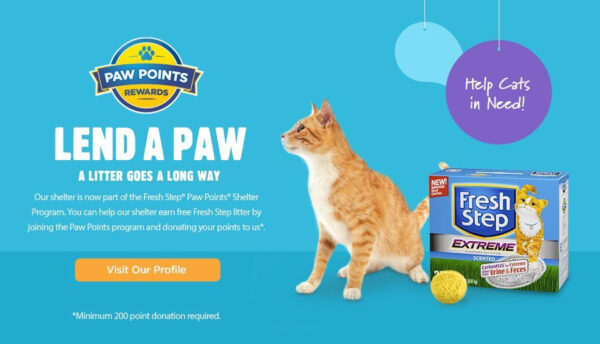 PAW POINTS
REWARDS
LEND A PAW
A LITTER GOES A LONG WAY
Our shelter is now part of the Fresh Step® Paw Points® Shelter
Program. You can help our shelter earn free Fresh Step litter by
joining the Paw Points program and donating your points to us*.
Visit Our Profile
*Minimum 200 point donation required.
Help Cats
in Need!
NEW!
Fresh
Step
EXTREME
SCENTED
Urine & Feces